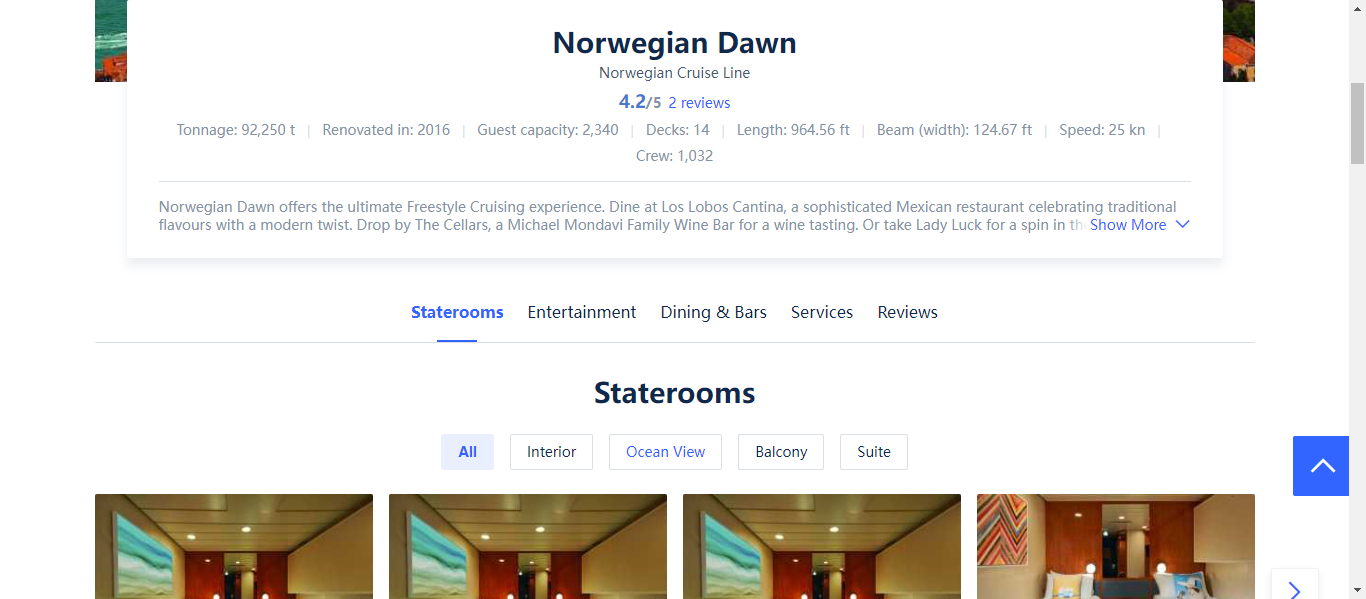 Norwegian Dawn
Norwegian Cruise Line
4.2/5 2 reviews
Tonnage: 92,250 t | Renovated in: 2016 | Guest capacity: 2,340 | Decks: 14 | Length: 964.56 ft | Beam (width): 124.67 ft | Speed: 25 kn |
Crew: 1,032
Norwegian Dawn offers the ultimate Freestyle Cruising experience. Dine at Los Lobos Cantina, a sophisticated Mexican restaurant celebrating traditional
flavours with a modern twist. Drop by The Cellars, a Michael Mondavi Family Wine Bar for a wine tasting. Or take Lady Luck for a spin in Show More
Staterooms Entertainment Dining & Bars Services Reviews
Staterooms
All Interior Ocean View Balcony Suite